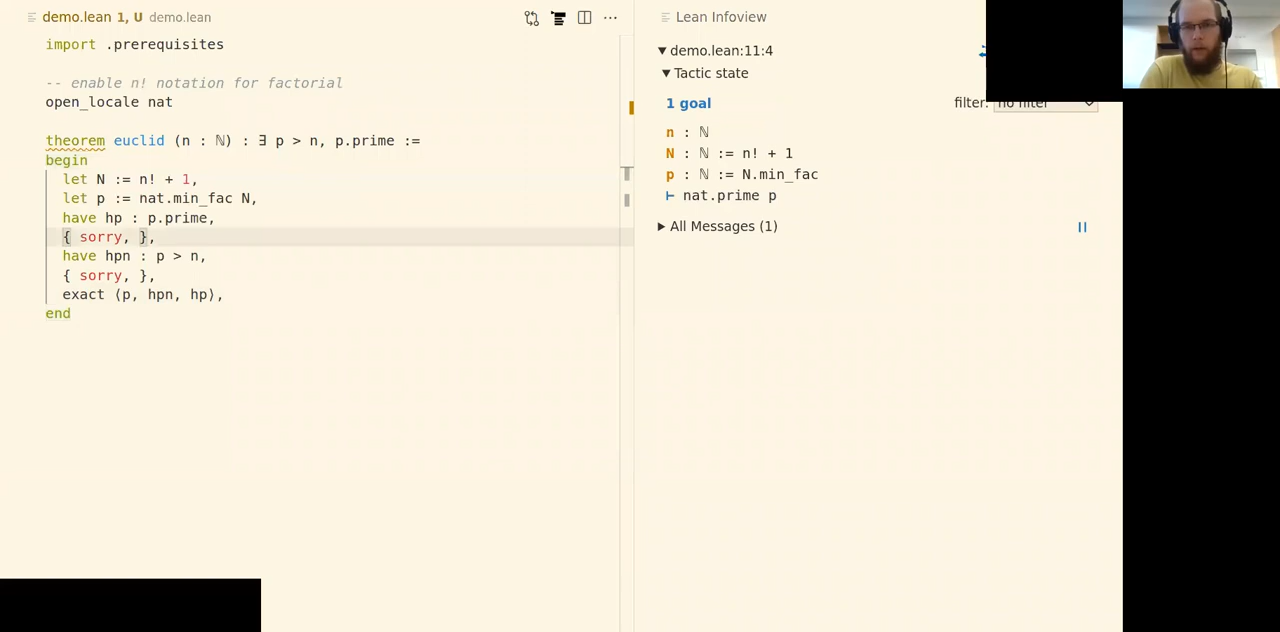 demo.lean 1, U demo.lean
import .prerequisites
-- enable n! notation for factorial
open_locale nat
theorem euclid (n : ℕ) : ∃ p > n, p.prime :=
begin
let N := n! + 1,
let p := nat.min_fac N,
have hp : p.prime,
{ sorry, },
have hpn : p > n,
{ sorry, },
exact ⟨p, hpn, hp⟩,
end
Lean Infoview
demo.lean:11:4
Tactic state
1 goal
filter: no filter
n : ℕ
N : ℕ := n! + 1
p : ℕ := N.min_fac
⊢ nat.prime p
All Messages (1)